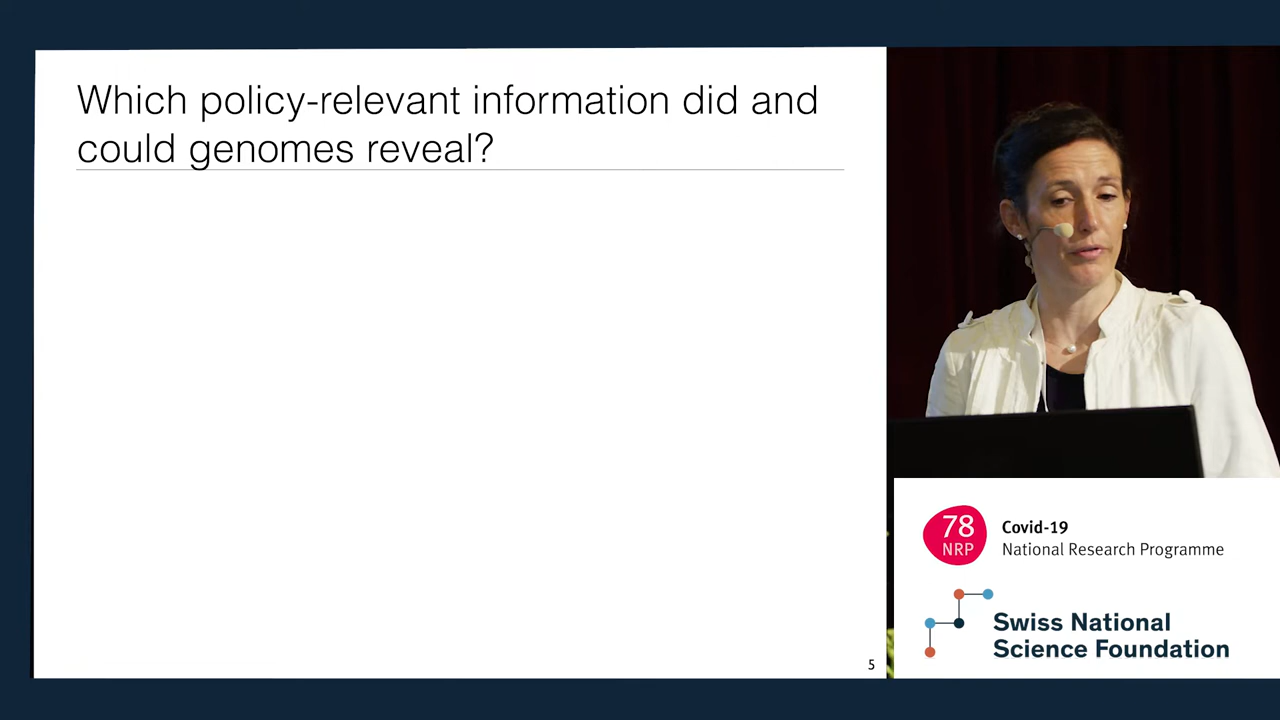 Which policy-relevant information did and
could genomes reveal?
5
78
NRP
Covid-19
National Research Programme
Swiss National
Science Foundation